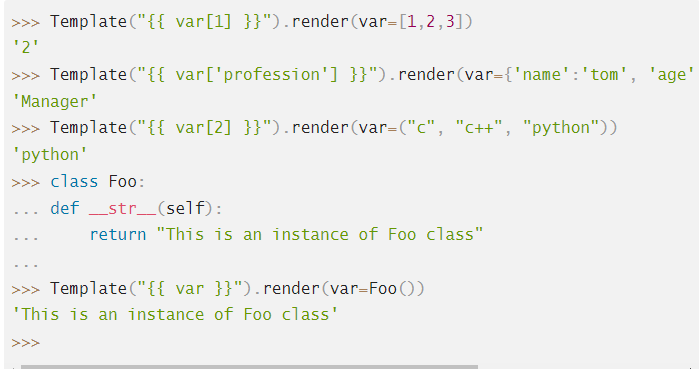 >>> Template("{{ var[1] }}").render(var=[1,2,3])
'2'
>>> Template("{{ var['profession'] }}").render(var={'name':'tom', 'age'
'Manager'
>>> Template("{{ var[2] }}").render(var=("c", "c++", "python"))
'python'
>>> class Foo:
... def __str__(self):
...     return "This is an instance of Foo class"
...
>>> Template("{{ var }}").render(var=Foo())
'This is an instance of Foo class'
>>>